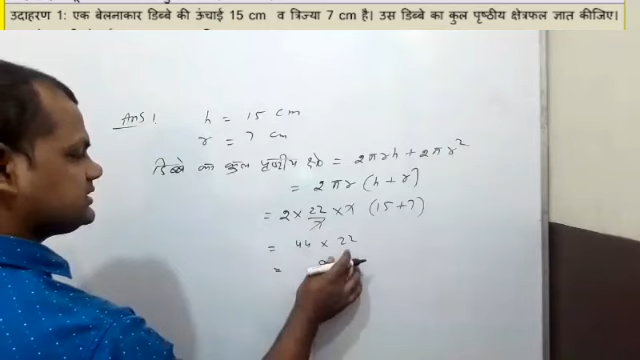 उदाहरण 1: एक बेलनाकार डिब्बे की ऊंचाई 15 cm व त्रिज्या 7 cm है। उस डिब्बे का कुल पृष्ठीय क्षेत्रफल ज्ञात कीजिए।
Ans 1 h = 15 cm
r = 7 cm
डिब्बे का कुल पृष्ठीय क्षे० = 2πrh + 2πr²
= 2πr (h + r)
= 2 × 22/7 × 7 (15 + 7)
= 44 × 22
=